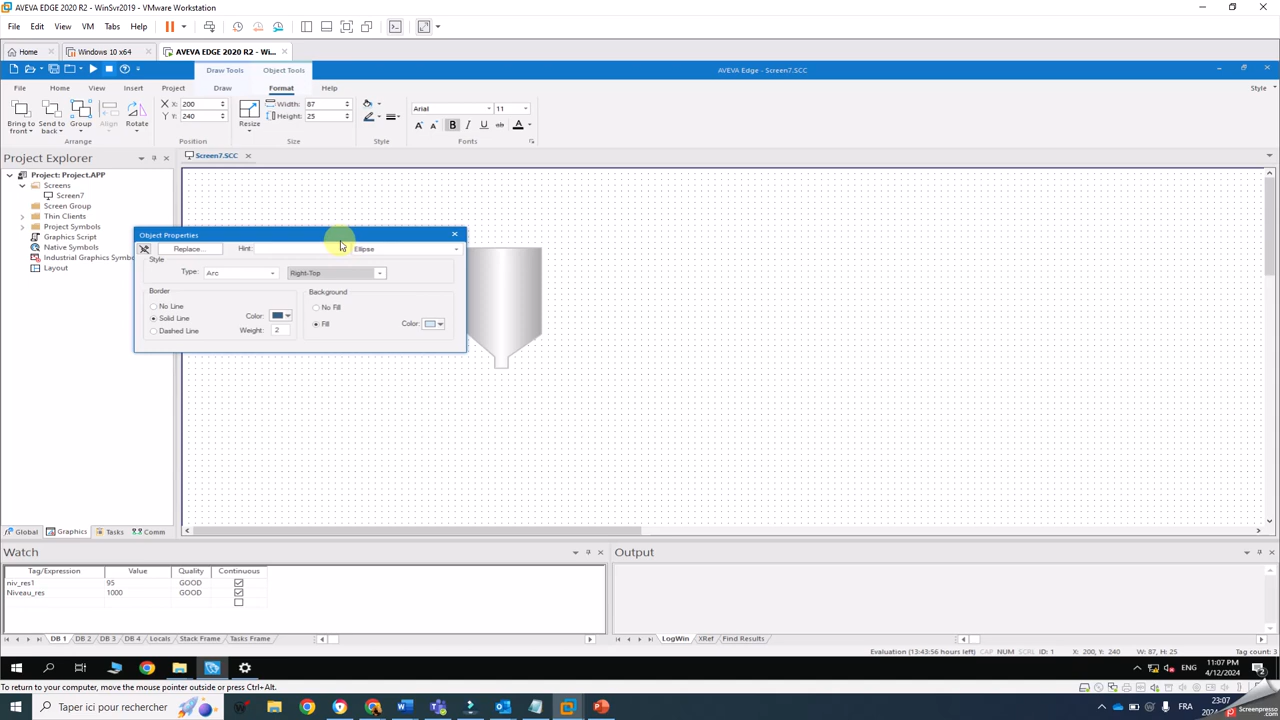 AVEVA EDGE 2020 R2 - WinSvr2019 - VMware Workstation
File Edit View VM Tabs Help
Home Windows 10 x64 AVEVA EDGE 2020 R2 - Wi...
Draw Tools Object Tools AVEVA Edge - Screen7.SCC
File Home View Insert Project Draw Format Help Style
X: 200 Width: 87 Arial 11
Y: 240 Height: 25
Bring to front Send to back Group Align Rotate Resize
Arrange Position Size Style Fonts
Project Explorer Screen7.SCC
Project: Project.APP
Screens
Screen7
Screen Group
Thin Clients
Project Symbols
Graphics Script
Native Symbols
Industrial Graphics Symbo
Layout
Object Properties
Replace... Hint: Ellipse
Style
Type: Arc Right-Top
Border Background
No Line No Fill
Solid Line Color: Fill Color:
Dashed Line Weight: 2
Global Graphics Tasks Comm
Watch Output
Tag/Expression Value Quality Continuous
niv_res1 95 GOOD
Niveau_res 1000 GOOD
DB 1 DB 2 DB 3 DB 4 Locals Stack Frame Tasks Frame LogWin XRef Find Results
Evaluation (13:43:56 hours left) CAP NUM SCRL ID: 1 X: 200, Y: 240 W: 87, H: 25 Tag count: 3
ENG 11:07 PM
4/12/2024
To return to your computer, move the mouse pointer outside or press Ctrl+Alt.
Taper ici pour rechercher FRA 23:07
Screenpresso.com